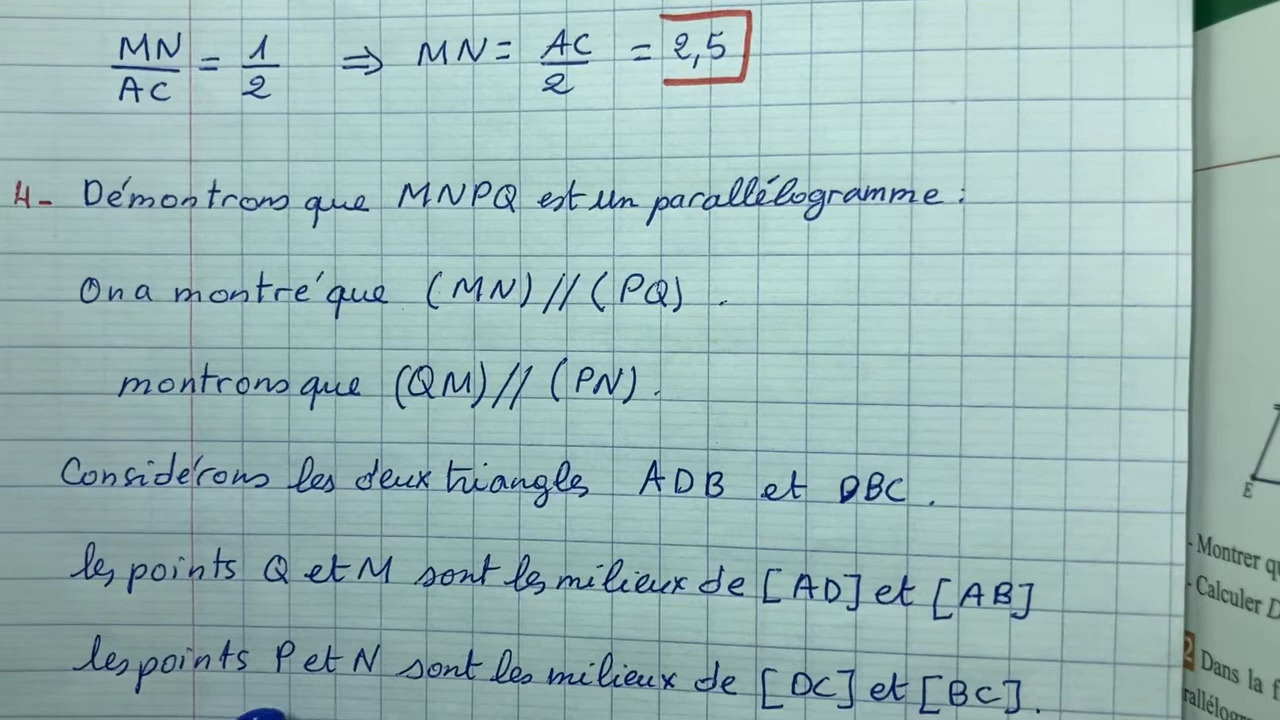 MN/AC = 1/2 ⇒ MN = AC/2 = 2,5
4- Démontrons que MNPQ est un parallélogramme :
On a montré que (MN) // (PQ) .
montrons que (QM) // (PN) .
Considérons les deux triangles ADB et DBC .
les points Q et M sont les milieux de [AD] et [AB]
les points P et N sont les milieux de [DC] et [BC] .
E
- Montrer
- Calculer
2 Dans la